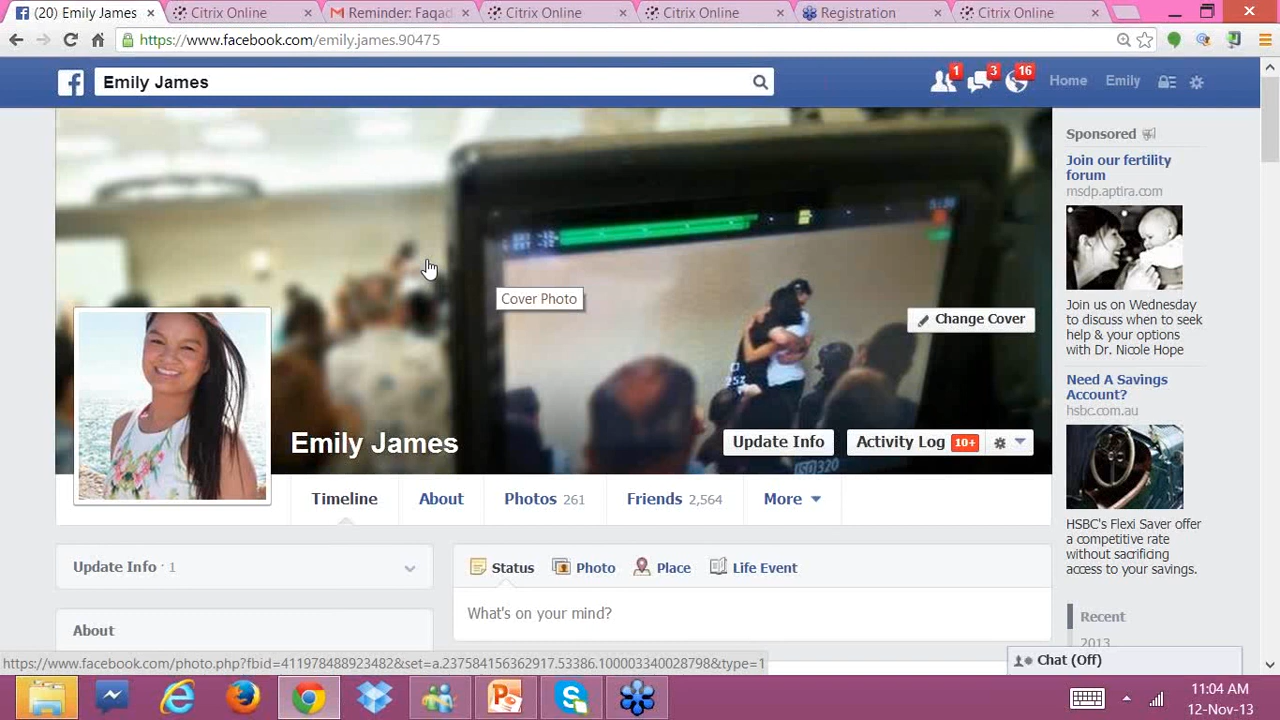 (20) Emily James
Citrix Online
Reminder: Faqad
Citrix Online
Citrix Online
Registration
Citrix Online
https://www.facebook.com/emily.james.90475
Emily James
1
3
16
Home
Emily
Sponsored
Join our fertility
forum
msdp.aptira.com
Join us on Wednesday
to discuss when to seek
help & your options
with Dr. Nicole Hope
Need A Savings
Account?
hsbc.com.au
HSBC's Flexi Saver offer
a competitive rate
without sacrificing
access to your savings.
Recent
2013
Cover Photo
Change Cover
ISO320
Emily James
Update Info
Activity Log 10+
Timeline
About
Photos 261
Friends 2,564
More
Update Info · 1
Status
Photo
Place
Life Event
What's on your mind?
About
https://www.facebook.com/photo.php?fbid=411978488923482&set=a.237584156362917.53386.100003340028798&type=1
Chat (Off)
11:04 AM
12-Nov-13